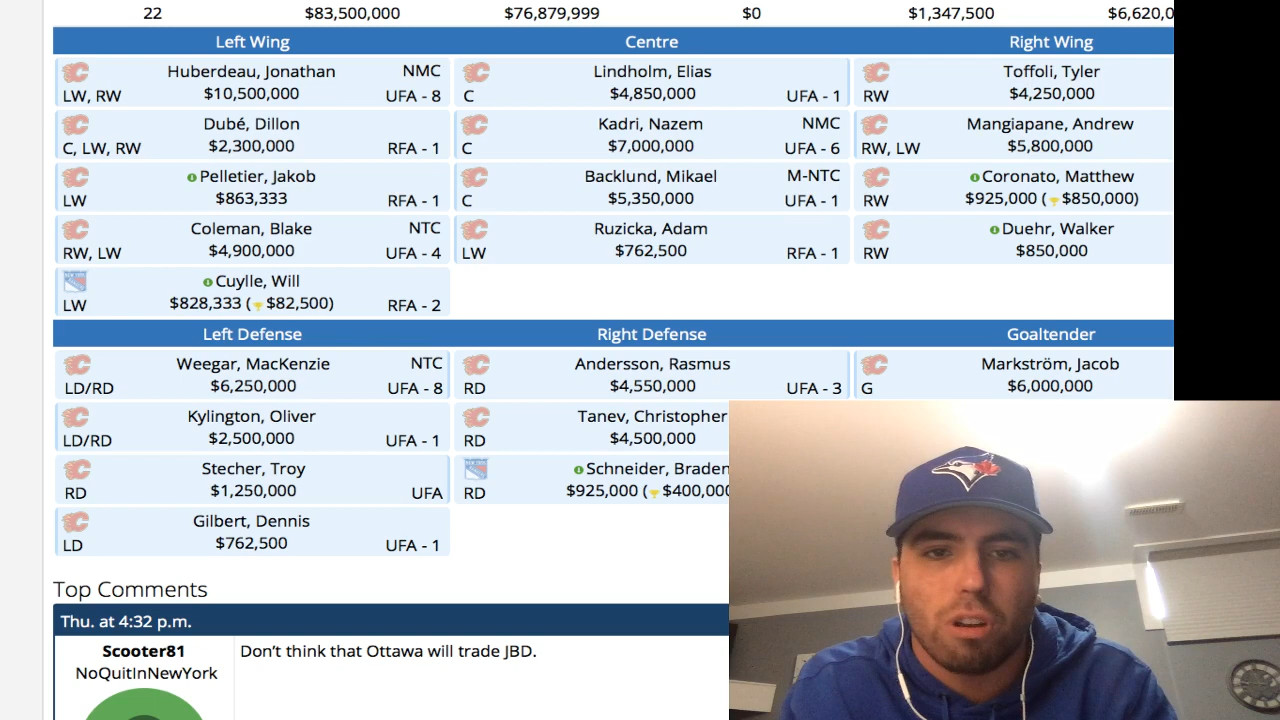 22 $83,500,000 $76,879,999 $0 $1,347,500 $6,620,0
Left Wing Centre Right Wing
Huberdeau, Jonathan NMC Lindholm, Elias Toffoli, Tyler
LW, RW $10,500,000 UFA - 8 C $4,850,000 UFA - 1 RW $4,250,000
Dubé, Dillon Kadri, Nazem NMC Mangiapane, Andrew
C, LW, RW $2,300,000 RFA - 1 C $7,000,000 UFA - 6 RW, LW $5,800,000
Pelletier, Jakob Backlund, Mikael M-NTC Coronato, Matthew
LW $863,333 RFA - 1 C $5,350,000 UFA - 1 RW $925,000 ($850,000)
Coleman, Blake NTC Ruzicka, Adam Duehr, Walker
RW, LW $4,900,000 UFA - 4 LW $762,500 RFA - 1 RW $850,000
Cuylle, Will
LW $828,333 ($82,500) RFA - 2
Left Defense Right Defense Goaltender
Weegar, MacKenzie NTC Andersson, Rasmus Markström, Jacob
LD/RD $6,250,000 UFA - 8 RD $4,550,000 UFA - 3 G $6,000,000
Kylington, Oliver Tanev, Christopher
LD/RD $2,500,000 UFA - 1 RD $4,500,000
Stecher, Troy Schneider, Braden
RD $1,250,000 UFA RD $925,000 ($400,000
Gilbert, Dennis
LD $762,500 UFA - 1
Top Comments
Thu. at 4:32 p.m.
Scooter81 Don't think that Ottawa will trade JBD.
NoQuitInNewYork